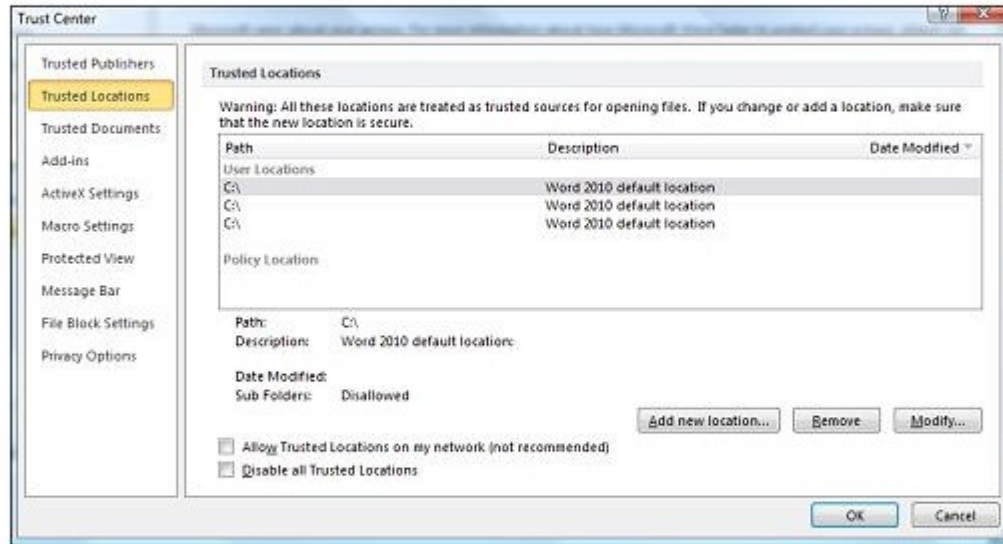 Trust Center
Trusted Publishers
Trusted Locations
Trusted Documents
Add-ins
ActiveX Settings
Macro Settings
Protected View
Message Bar
File Block Settings
Privacy Options
Trusted Locations
Warning: All these locations are treated as trusted sources for opening files. If you change or add a location, make sure
that the new location is secure.
Path Description Date Modified
User Locations
C:\ Word 2010 default location
C:\ Word 2010 default location
C:\ Word 2010 default location
Policy Location
Path: C:\
Description: Word 2010 default location:
Date Modified:
Sub Folders: Disallowed
Add new location... Remove Modify...
Allow Trusted Locations on my network (not recommended)
Disable all Trusted Locations
OK Cancel